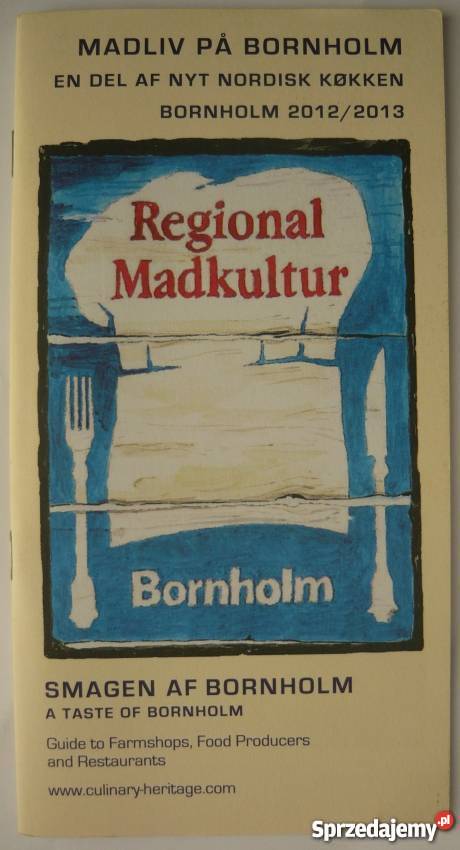 MADLIV PÅ BORNHOLM
EN DEL AF NYT NORDISK KØKKEN
BORNHOLM 2012/2013
Regional
Madkultur
Bornholm
SMAGEN AF BORNHOLM
A TASTE OF BORNHOLM
Guide to Farmshops, Food Producers
and Restaurants
www.culinary-heritage.com
Sprzedajemy.pl